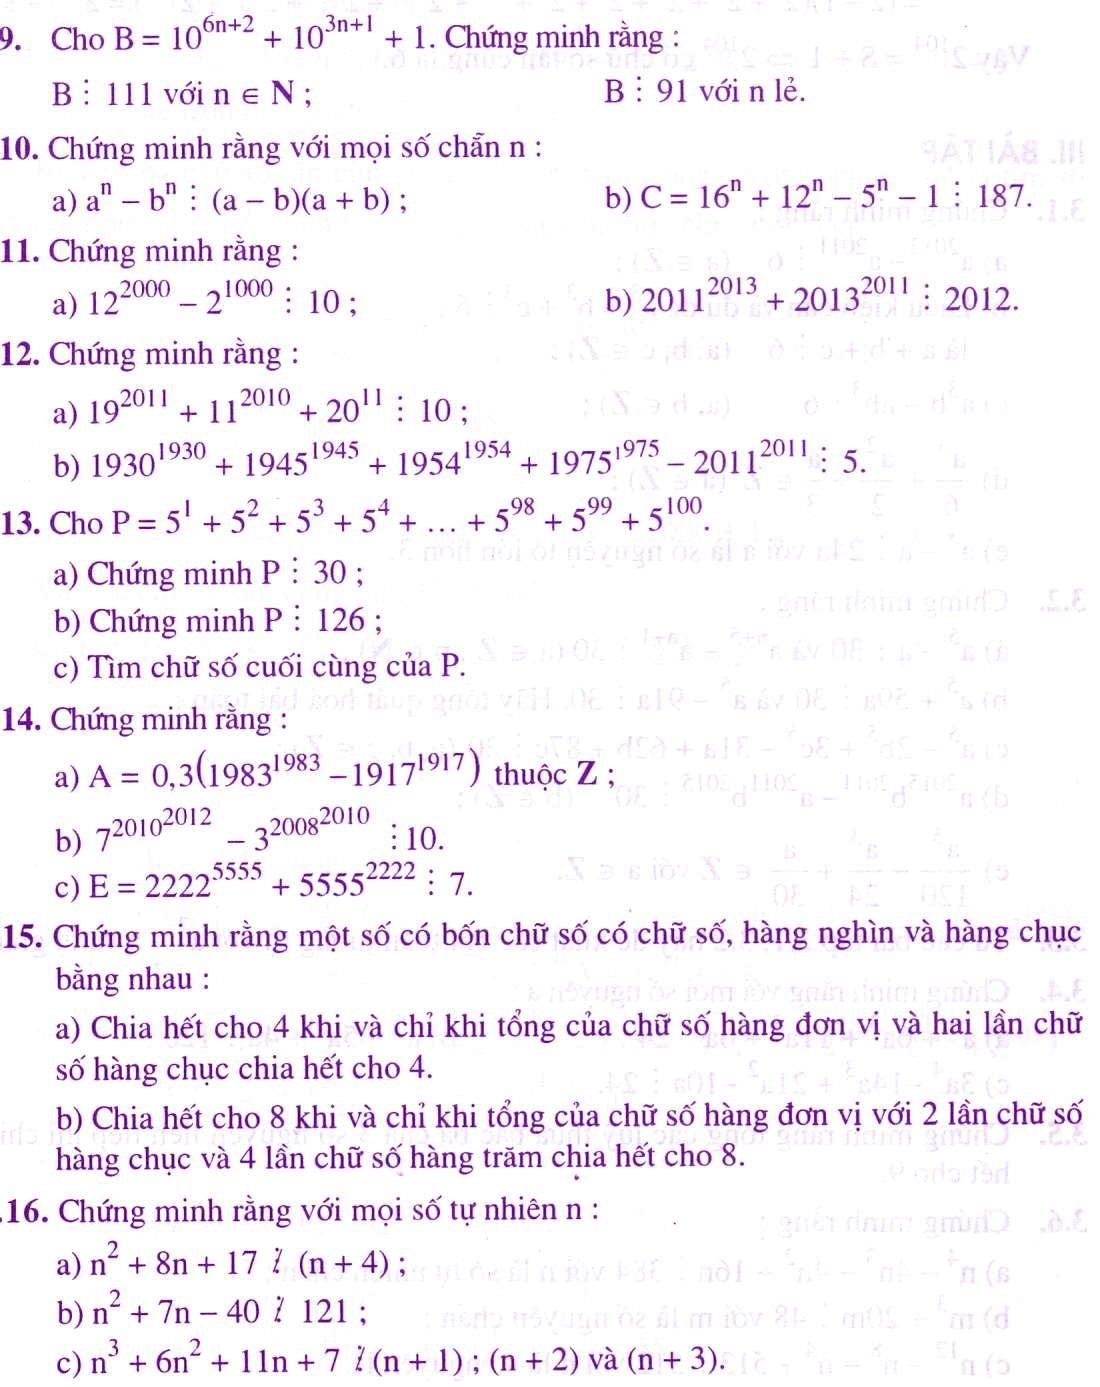 9. Cho B = 10^{6n+2} + 10^{3n+1} + 1. Chứng minh rằng :
B ⋮ 111 với n ∈ N ; B ⋮ 91 với n lẻ.
10. Chứng minh rằng với mọi số chẵn n :
a) a^n – b^n ⋮ (a – b)(a + b) ; b) C = 16^n + 12^n – 5^n – 1 ⋮ 187.
11. Chứng minh rằng :
a) 12^{2000} – 2^{1000} ⋮ 10 ; b) 2011^{2013} + 2013^{2011} ⋮ 2012.
12. Chứng minh rằng :
a) 19^{2011} + 11^{2010} + 20^{11} ⋮ 10 ;
b) 1930^{1930} + 1945^{1945} + 1954^{1954} + 1975^{1975} – 2011^{2011} ⋮ 5.
13. Cho P = 5^1 + 5^2 + 5^3 + 5^4 + ... + 5^{98} + 5^{99} + 5^{100}.
a) Chứng minh P ⋮ 30 ;
b) Chứng minh P ⋮ 126 ;
c) Tìm chữ số cuối cùng của P.
14. Chứng minh rằng :
a) A = 0,3(1983^{1983} – 1917^{1917}) thuộc Z ;
b) 7^{2010^{2012}} – 3^{2008^{2010}} ⋮ 10.
c) E = 2222^{5555} + 5555^{2222} ⋮ 7.
15. Chứng minh rằng một số có bốn chữ số có chữ số, hàng nghìn và hàng chục
bằng nhau :
a) Chia hết cho 4 khi và chỉ khi tổng của chữ số hàng đơn vị và hai lần chữ
số hàng chục chia hết cho 4.
b) Chia hết cho 8 khi và chỉ khi tổng của chữ số hàng đơn vị với 2 lần chữ số
hàng chục và 4 lần chữ số hàng trăm chia hết cho 8.
.16. Chứng minh rằng với mọi số tự nhiên n :
a) n^2 + 8n + 17 ⋮̸ (n + 4) ;
b) n^2 + 7n – 40 ⋮̸ 121 ;
c) n^3 + 6n^2 + 11n + 7 ⋮̸ (n + 1) ; (n + 2) và (n + 3).